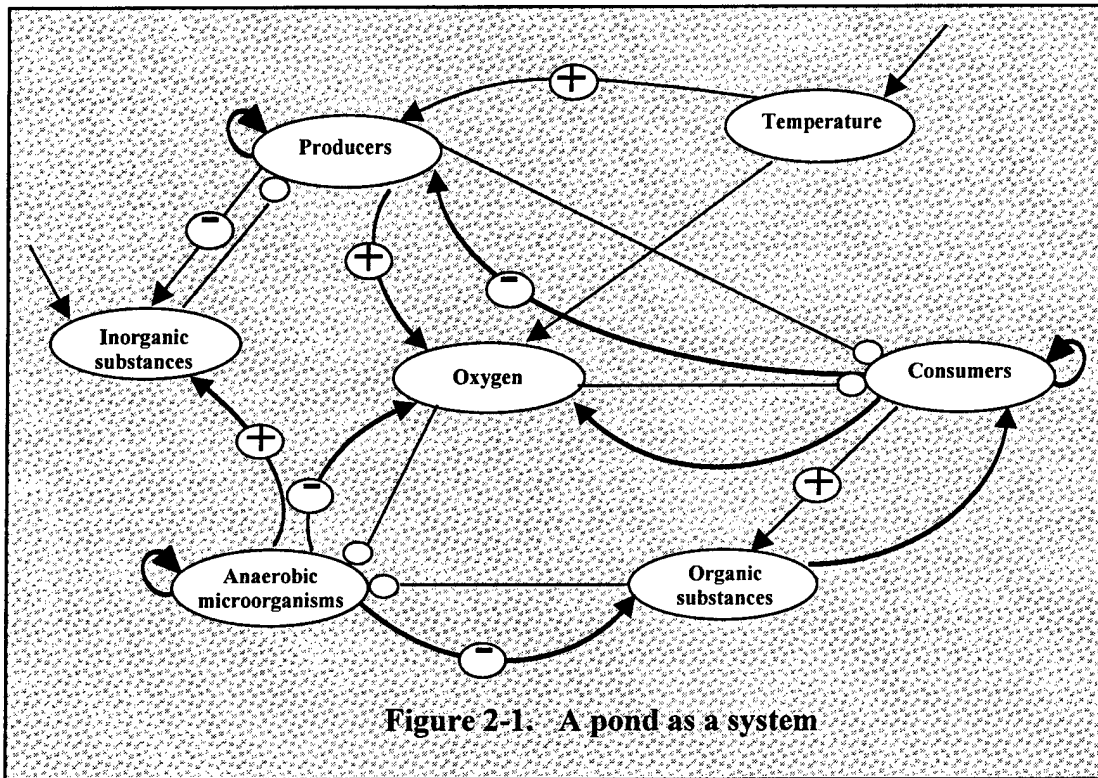 +
Temperature
Producers
-
+
-
Inorganic
substances
Oxygen
Consumers
+
-
+
Anaerobic
microorganisms
Organic
substances
-
Figure 2-1. A pond as a system